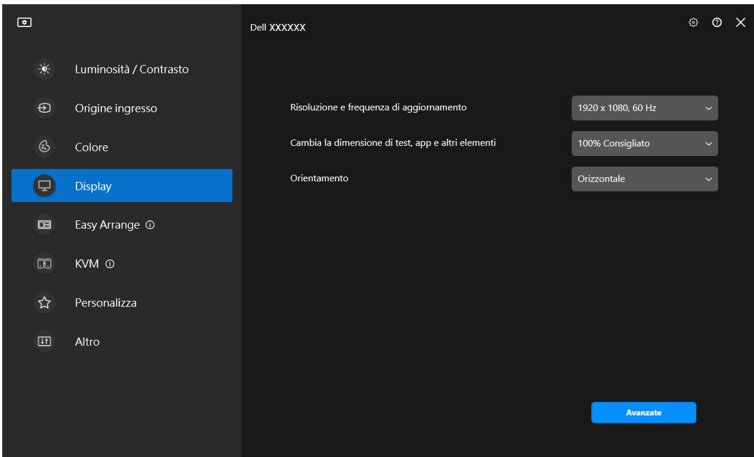 Dell XXXXXX
Luminosità / Contrasto
Origine ingresso
Colore
Display
Easy Arrange
KVM
Personalizza
Altro
Risoluzione e frequenza di aggiornamento
1920 x 1080, 60 Hz
Cambia la dimensione di test, app e altri elementi
100% Consigliato
Orientamento
Orizzontale
Avanzate